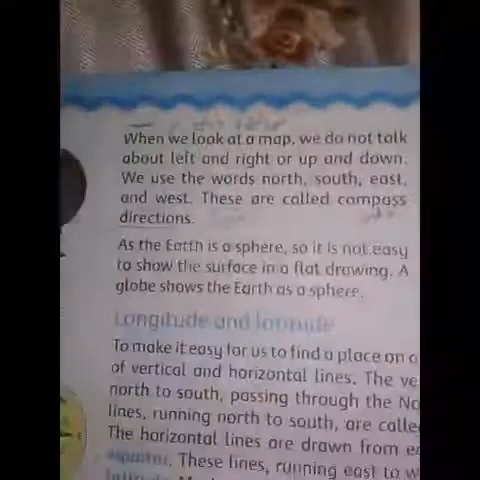 When we look at a map, we do not talk
about left and right or up and down.
We use the words north, south, east,
and west. These are called compass
directions.
As the Earth is a sphere, so it is not easy
to show the surface in a flat drawing. A
globe shows the Earth as a sphere.
Longitude and latitude
To make it easy for us to find a place on a
of vertical and horizontal lines. The ve
north to south, passing through the No
lines, running north to south, are calle
The horizontal lines are drawn from ea
equator. These lines, running east to w